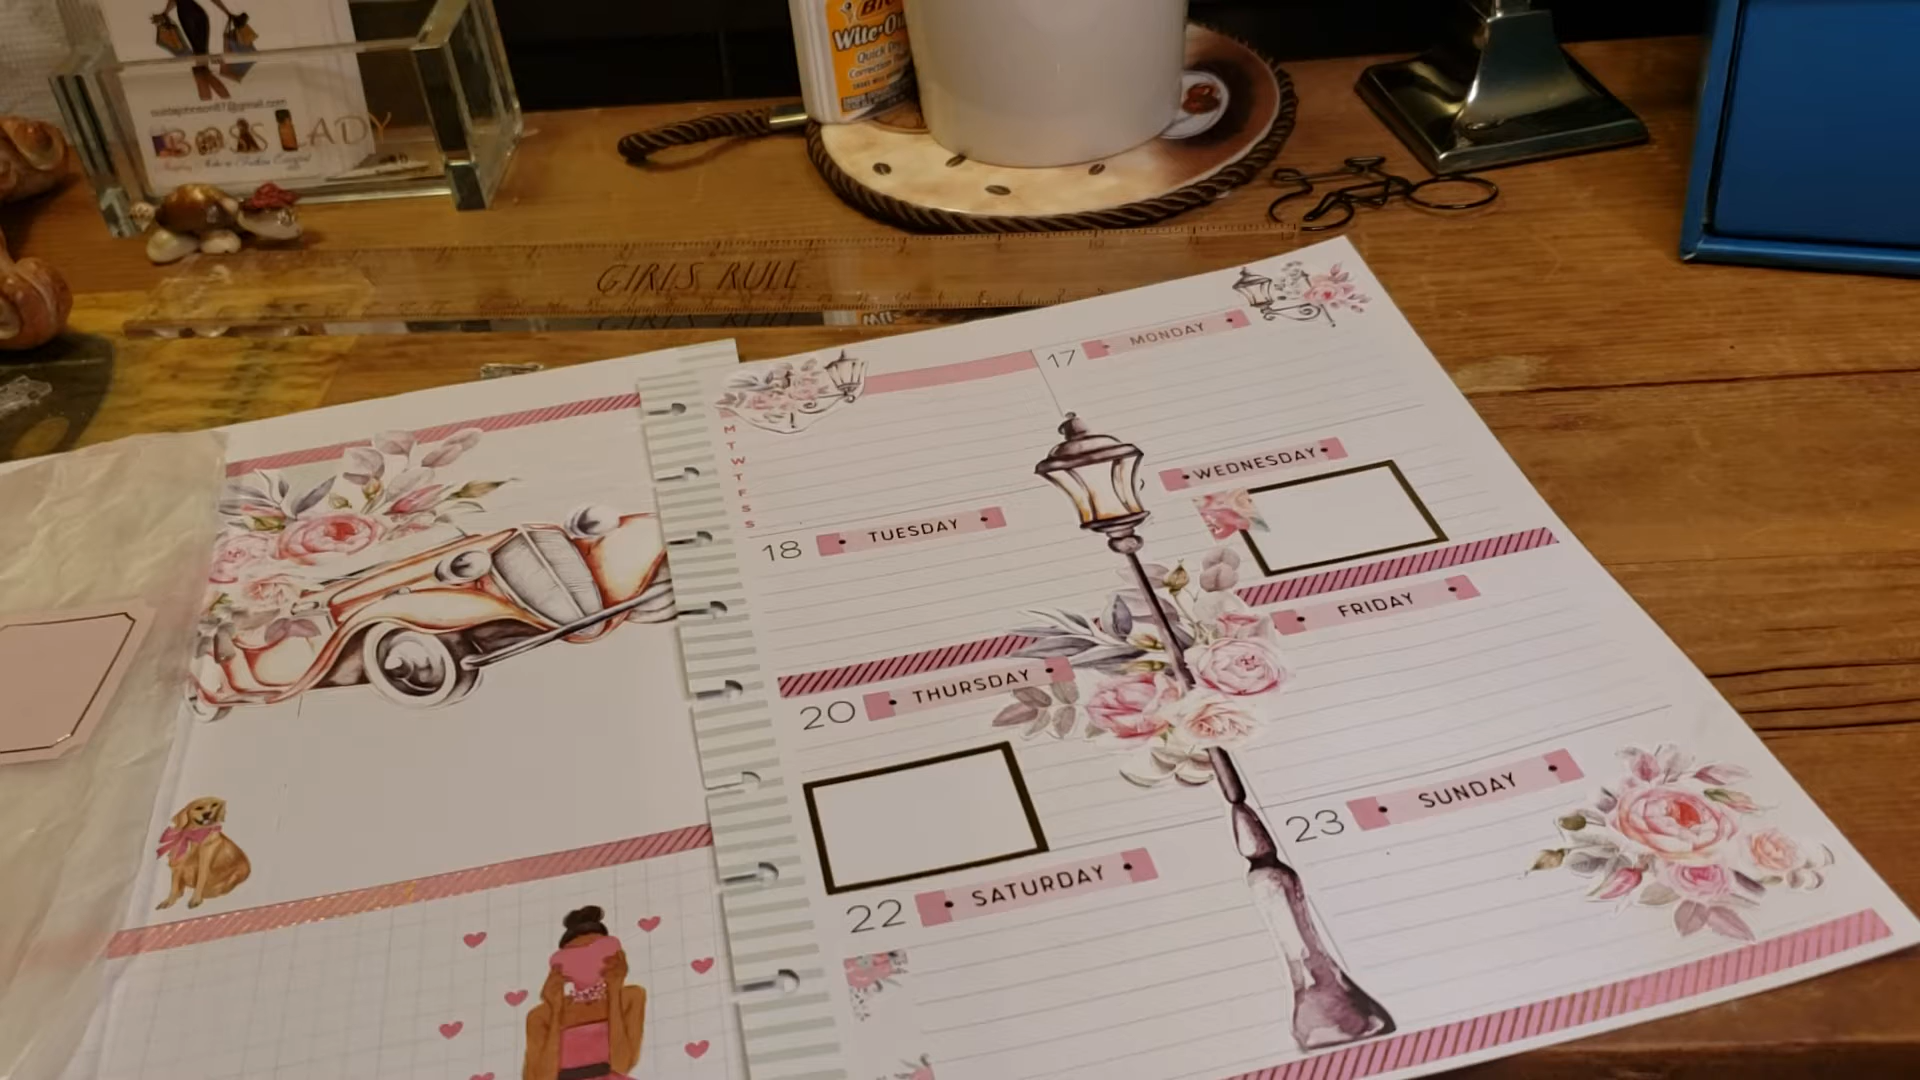 BIC
Wite-Out
Quick Dry
Correction Fluid
BOSS LADY
GIRLS RULE
17 MONDAY
M
T
W
T
F
S
S
WEDNESDAY
18 TUESDAY
FRIDAY
20 THURSDAY
23 SUNDAY
22 SATURDAY